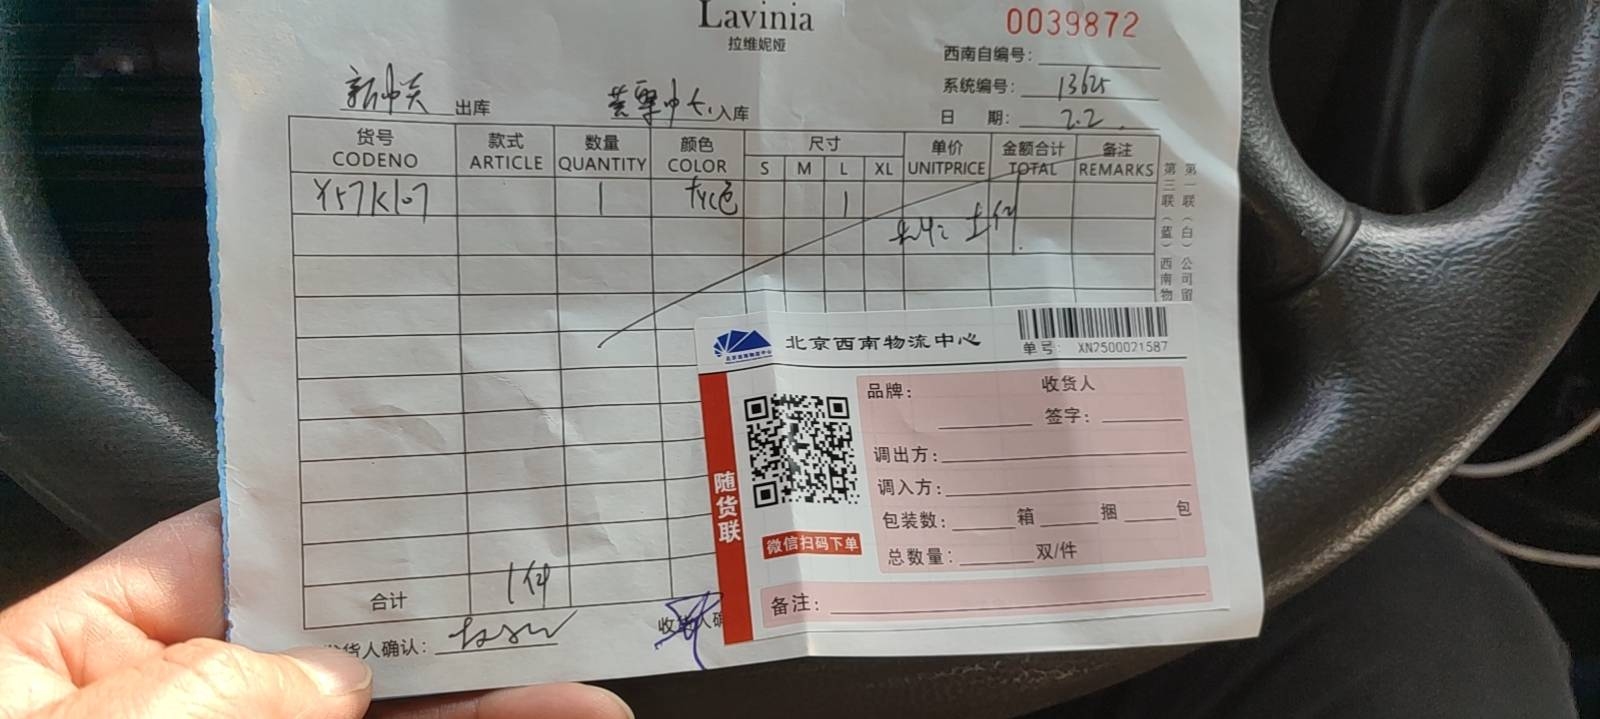 Lavinia
拉维妮娅
0039872
西南自编号:
系统编号: 13625
日 期: 2.2
出库
入库
货号 款式 数量 颜色 尺寸 单价 金额合计 备注
CODENO ARTICLE QUANTITY COLOR S M L XL UNITPRICE TOTAL REMARKS
Y57K107 1 1
第一联(白)公司留
第三联(蓝)西南物
北京西南物流中心
单号: XN2500021587
随货联
微信扫码下单
品牌: 收货人
签字:
调出方:
调入方:
包装数: 箱 捆 包
总数量: 双/件
备注:
合计 1件
货人确认: